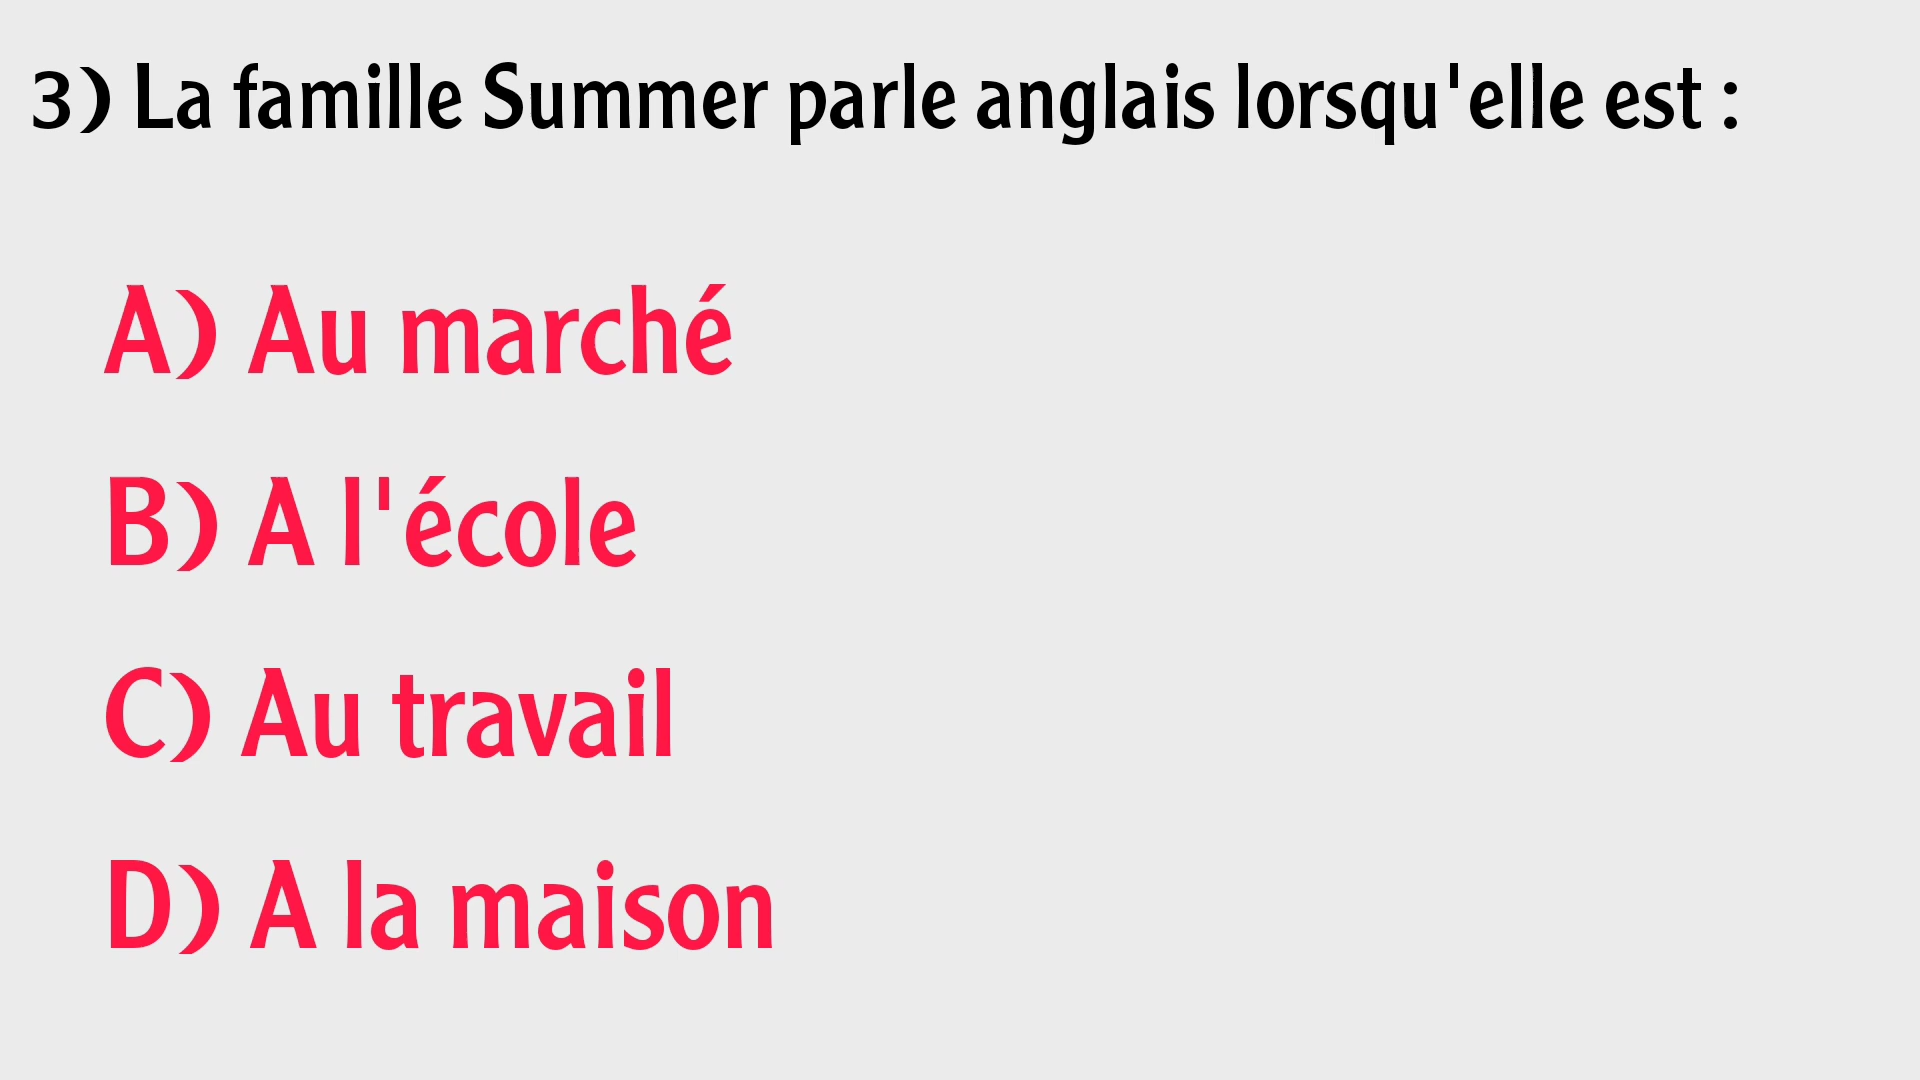 3) La famille Summer parle anglais lorsqu'elle est :
A) Au marché
B) A l'école
C) Au travail
D) A la maison